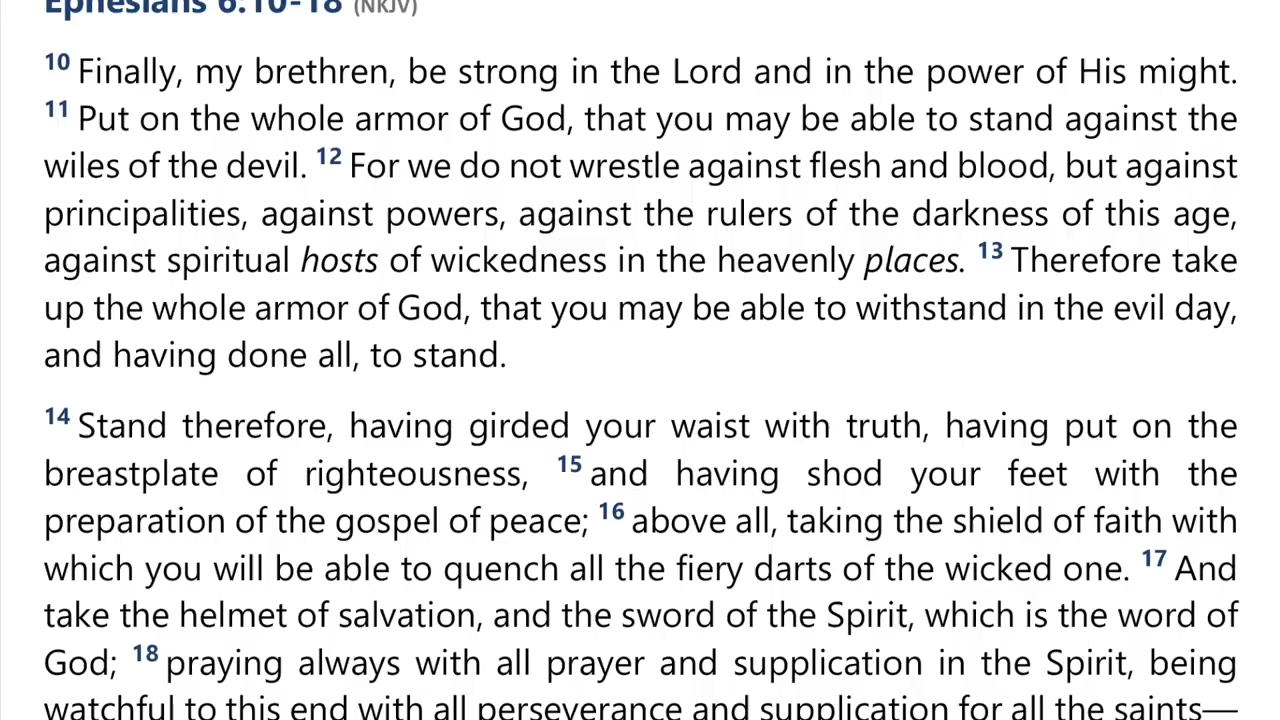 Ephesians 6:10-18 (NKJV)
10 Finally, my brethren, be strong in the Lord and in the power of His might.
11 Put on the whole armor of God, that you may be able to stand against the
wiles of the devil. 12 For we do not wrestle against flesh and blood, but against
principalities, against powers, against the rulers of the darkness of this age,
against spiritual hosts of wickedness in the heavenly places. 13 Therefore take
up the whole armor of God, that you may be able to withstand in the evil day,
and having done all, to stand.
14 Stand therefore, having girded your waist with truth, having put on the
breastplate of righteousness, 15 and having shod your feet with the
preparation of the gospel of peace; 16 above all, taking the shield of faith with
which you will be able to quench all the fiery darts of the wicked one. 17 And
take the helmet of salvation, and the sword of the Spirit, which is the word of
God; 18 praying always with all prayer and supplication in the Spirit, being
watchful to this end with all perseverance and supplication for all the saints—